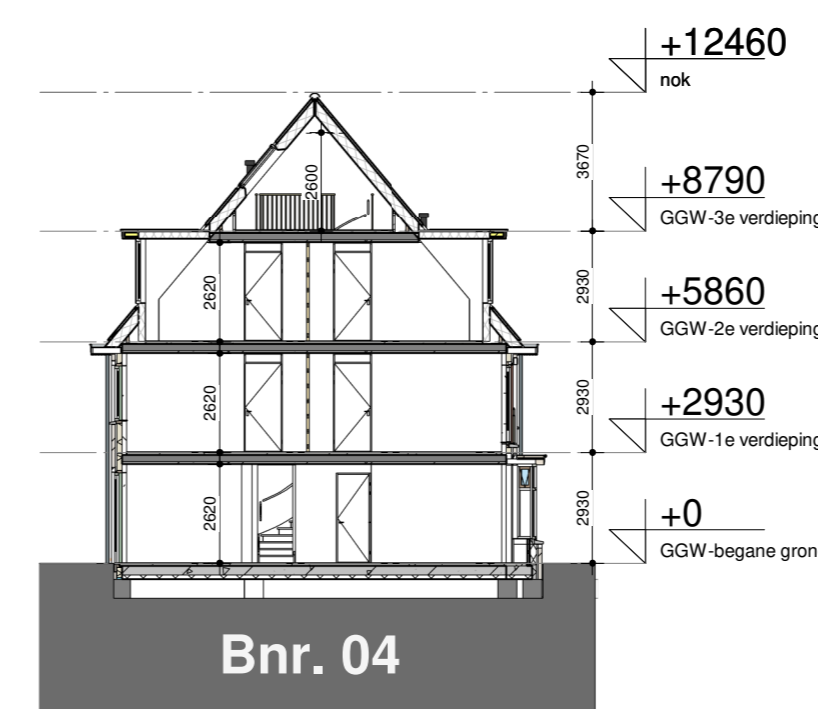 +12460
nok
3670
2600
+8790
GGW-3e verdieping
2620
2930
+5860
GGW-2e verdieping
2620
2930
+2930
GGW-1e verdieping
2620
2930
+0
GGW-begane gron
Bnr. 04